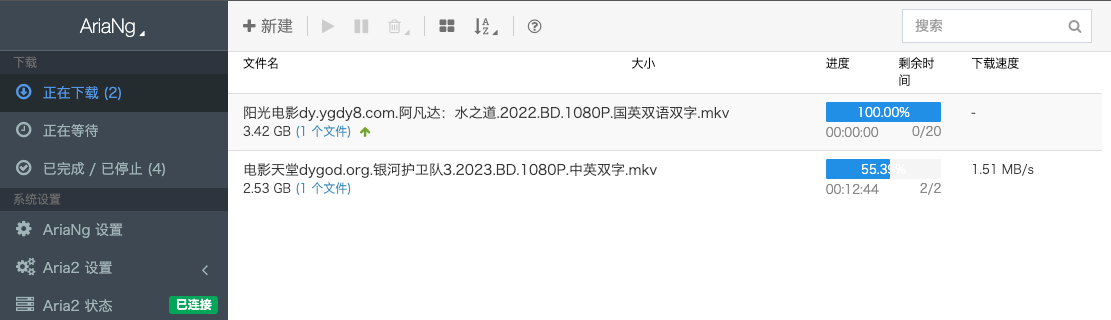 AriaNg
新建
搜索
下载
正在下载 (2)
正在等待
已完成 / 已停止 (4)
系统设置
AriaNg 设置
Aria2 设置
Aria2 状态 已连接
文件名 大小 进度 剩余时间 下载速度
阳光电影dy.ygdy8.com.阿凡达：水之道.2022.BD.1080P.国英双语双字.mkv 100.00% -
3.42 GB (1 个文件) 00:00:00 0/20
电影天堂dygod.org.银河护卫队3.2023.BD.1080P.中英双字.mkv 55.39% 1.51 MB/s
2.53 GB (1 个文件) 00:12:44 2/2